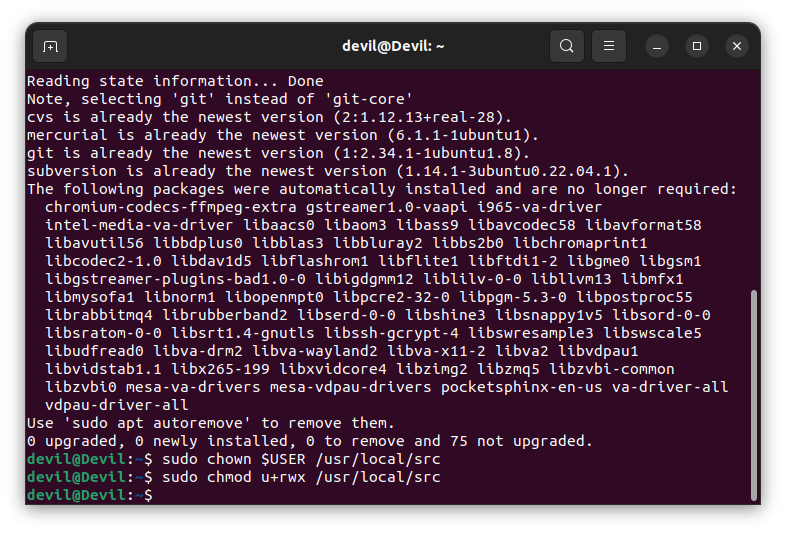 devil@Devil: ~
Reading state information... Done
Note, selecting 'git' instead of 'git-core'
cvs is already the newest version (2:1.12.13+real-28).
mercurial is already the newest version (6.1.1-1ubuntu1).
git is already the newest version (1:2.34.1-1ubuntu1.8).
subversion is already the newest version (1.14.1-3ubuntu0.22.04.1).
The following packages were automatically installed and are no longer required:
  chromium-codecs-ffmpeg-extra gstreamer1.0-vaapi i965-va-driver
  intel-media-va-driver libaacs0 libaom3 libass9 libavcodec58 libavformat58
  libavutil56 libbdplus0 libblas3 libbluray2 libbs2b0 libchromaprint1
  libcodec2-1.0 libdav1d5 libflashrom1 libflite1 libftdi1-2 libgme0 libgsm1
  libgstreamer-plugins-bad1.0-0 libigdgmm12 liblilv-0-0 libllvm13 libmfx1
  libmysofa1 libnorm1 libopenmpt0 libpcre2-32-0 libpgm-5.3-0 libpostproc55
  librabbitmq4 librubberband2 libserd-0-0 libshine3 libsnappy1v5 libsord-0-0
  libsratom-0-0 libsrt1.4-gnutls libssh-gcrypt-4 libswresample3 libswscale5
  libudfread0 libva-drm2 libva-wayland2 libva-x11-2 libva2 libvdpau1
  libvidstab1.1 libx265-199 libxvidcore4 libzimg2 libzmq5 libzvbi-common
  libzvbi0 mesa-va-drivers mesa-vdpau-drivers pocketsphinx-en-us va-driver-all
  vdpau-driver-all
Use 'sudo apt autoremove' to remove them.
0 upgraded, 0 newly installed, 0 to remove and 75 not upgraded.
devil@Devil:~$ sudo chown $USER /usr/local/src
devil@Devil:~$ sudo chmod u+rwx /usr/local/src
devil@Devil:~$